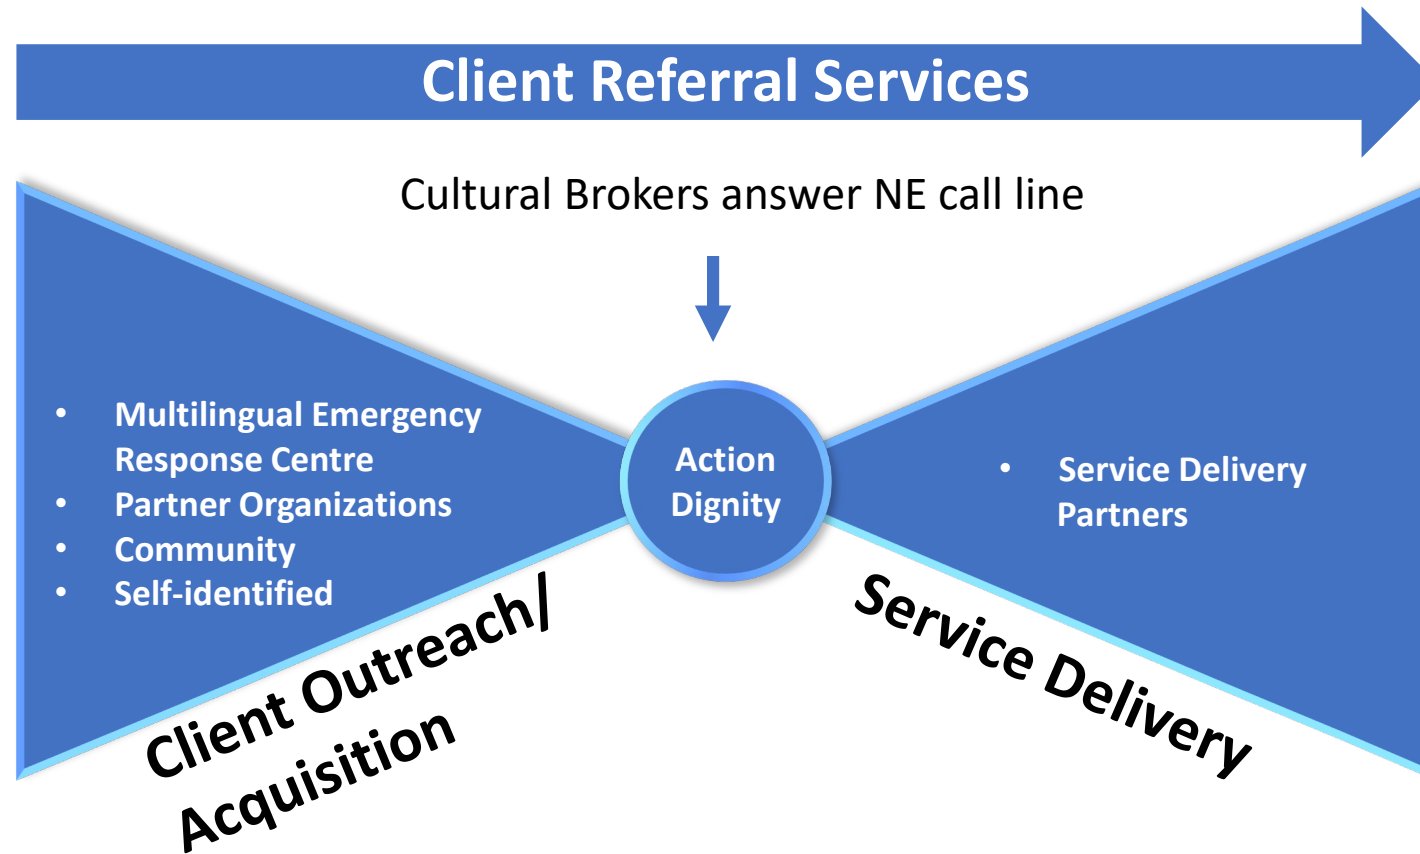 Client Referral Services
Cultural Brokers answer NE call line
• Multilingual Emergency
Response Centre
• Partner Organizations
• Community
• Self-identified
Action
Dignity
• Service Delivery
Partners
Client Outreach/
Acquisition
Service Delivery